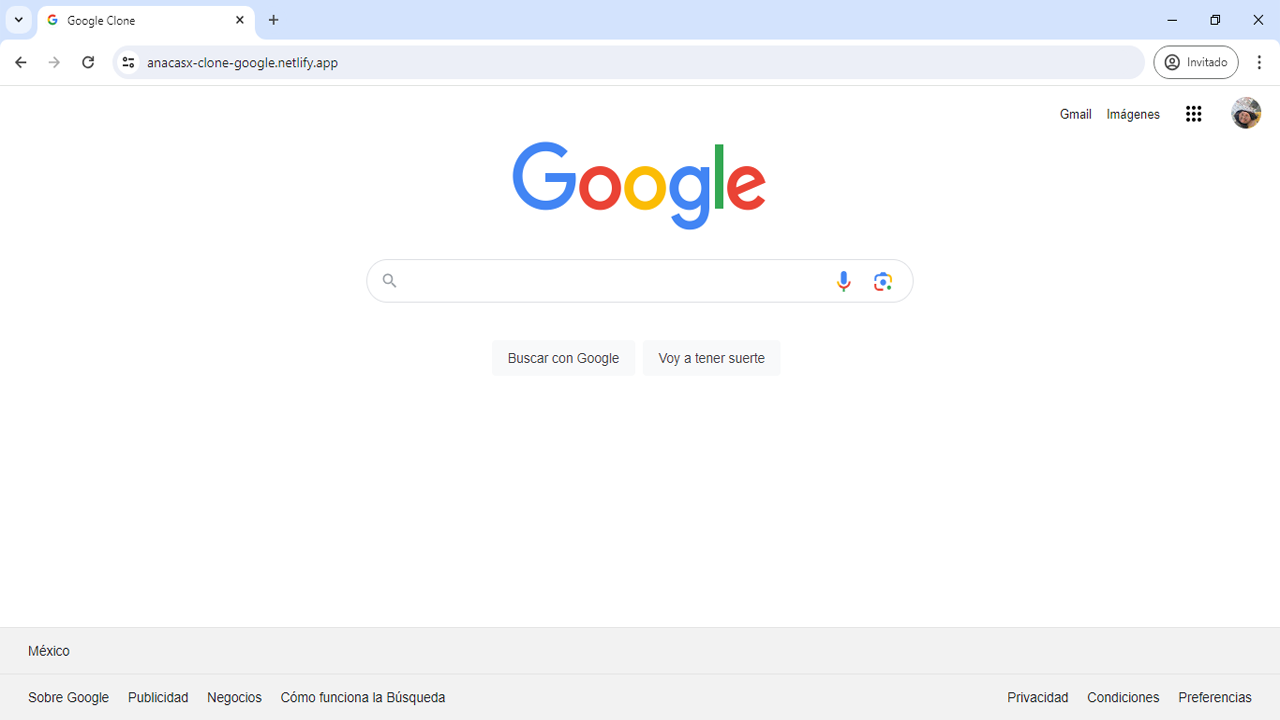 Google Clone
anacasx-clone-google.netlify.app
Invitado
Gmail Imágenes
Google
Buscar con Google Voy a tener suerte
México
Sobre Google Publicidad Negocios Cómo funciona la Búsqueda Privacidad Condiciones Preferencias